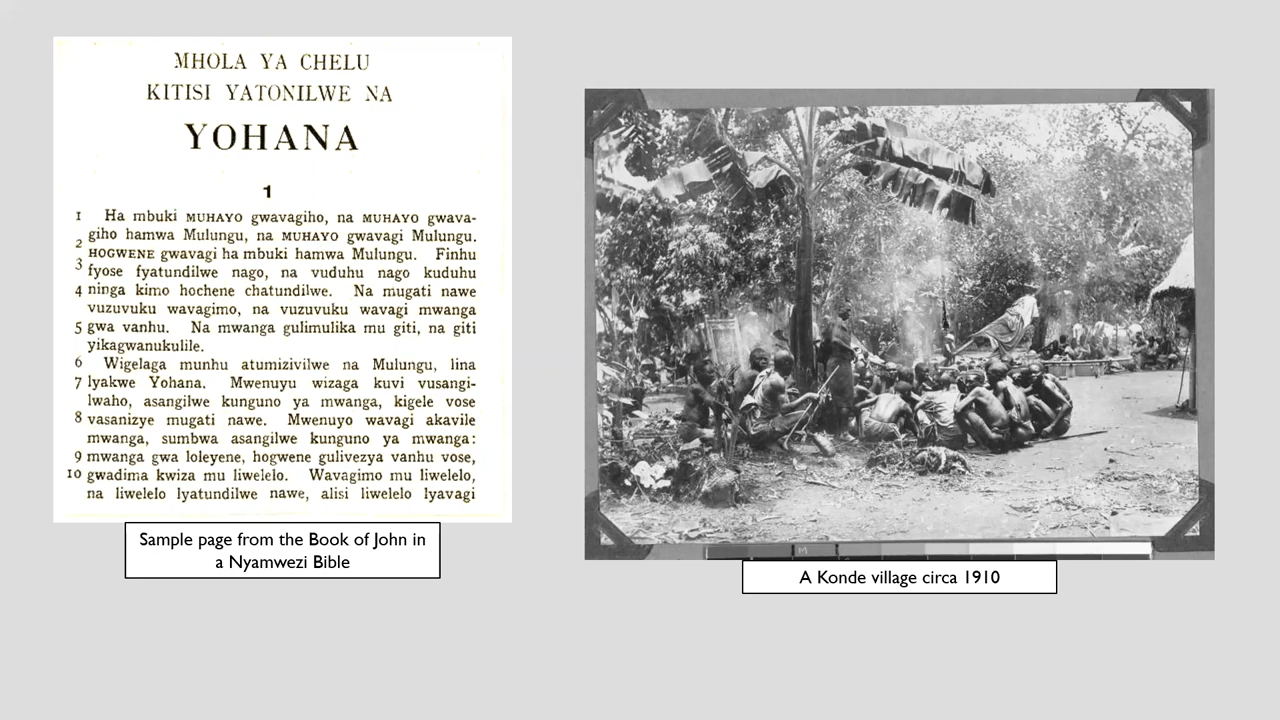 MHOLA YA CHELU
KITISI YATONILWE NA
YOHANA
1
1 Ha mbuki MUHAYO gwavagiho, na MUHAYO gwava-
giho hamwa Mulungu, na MUHAYO gwavagi Mulungu.
2 HOGWENE gwavagi ha mbuki hamwa Mulungu. Finhu
3 fyose fyatundilwe nago, na vuduhu nago kuduhu
4 ninga kimo hochene chatundilwe. Na mugati nawe
vuzuvuku wavagimo, na vuzuvuku wavagi mwanga
5 gwa vanhu. Na mwanga gulimulika mu giti, na giti
yikagwanukulile.
6 Wigelaga munhu atumizivilwe na Mulungu, lina
7 lyakwe Yohana. Mwenuyu wizaga kuvi vusangi-
lwaho, asangilwe kunguno ya mwanga, kigele vose
8 vasanizye mugati nawe. Mwenuyo wavagi akavile
mwanga, sumbwa asangilwe kunguno ya mwanga:
9 mwanga gwa loleyene, hogwene gulivezya vanhu vose,
10 gwadima kwiza mu liwelelo. Wavagimo mu liwelelo,
na liwelelo lyatundilwe nawe, alisi liwelelo lyavagi
Sample page from the Book of John in
a Nyamwezi Bible
M
A Konde village circa 1910